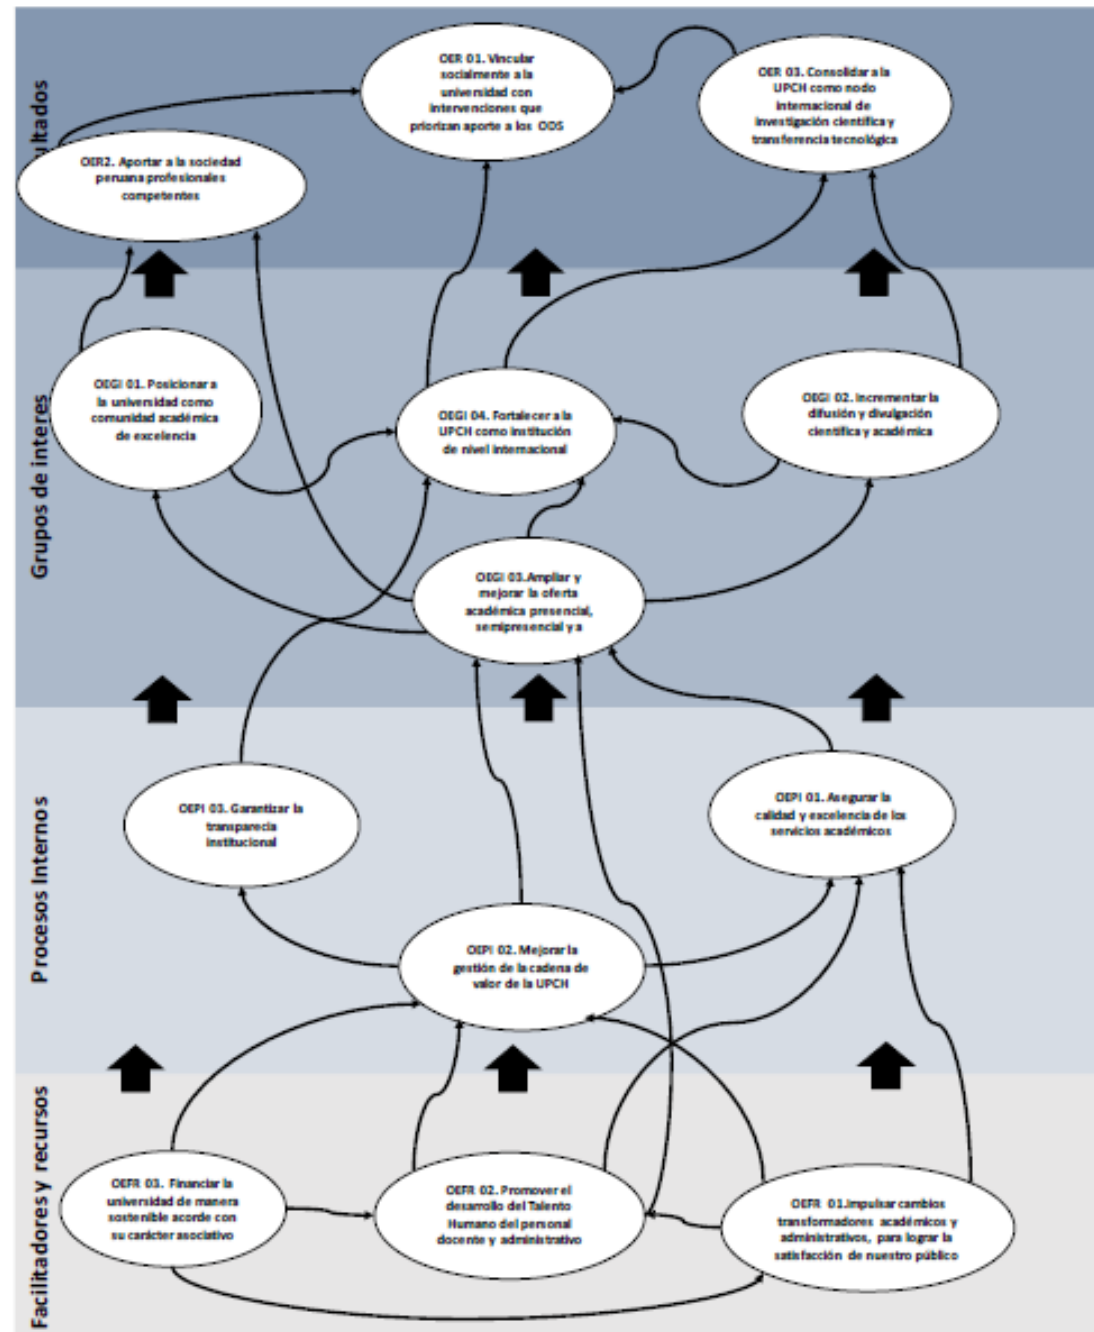 ultados
OER 01. Vincular
socialmente a la
universidad con
intervenciones que
priorizan aporte a los ODS
OER 03. Consolidar a la
UPCH como nodo
internacional de
investigación científica y
transferencia tecnológica
OER2. Aportar a la sociedad
peruana profesionales
competentes
Grupos de interes
OEGI 01. Posicionar a
la universidad como
comunidad académica
de excelencia
OEGI 04. Fortalecer a la
UPCH como institución
de nivel internacional
OEGI 02. Incrementar la
difusión y divulgación
científica y académica
OEGI 03.Ampliar y
mejorar la oferta
académica presencial,
semipresencial y a
Procesos Internos
OEPI 03. Garantizar la
transparecia
institucional
OEPI 01. Asegurar la
calidad y excelencia de los
servicios académicos
OEPI 02. Mejorar la
gestión de la cadena de
valor de la UPCH
Facilitadores y recursos
OEFR 03. Financiar la
universidad de manera
sostenible acorde con
su carácter asociativo
OEFR 02. Promover el
desarrollo del Talento
Humano del personal
docente y administrativo
OEFR 01.Impulsar cambios
transformadores académicos y
administrativos, para lograr la
satisfacción de nuestro público